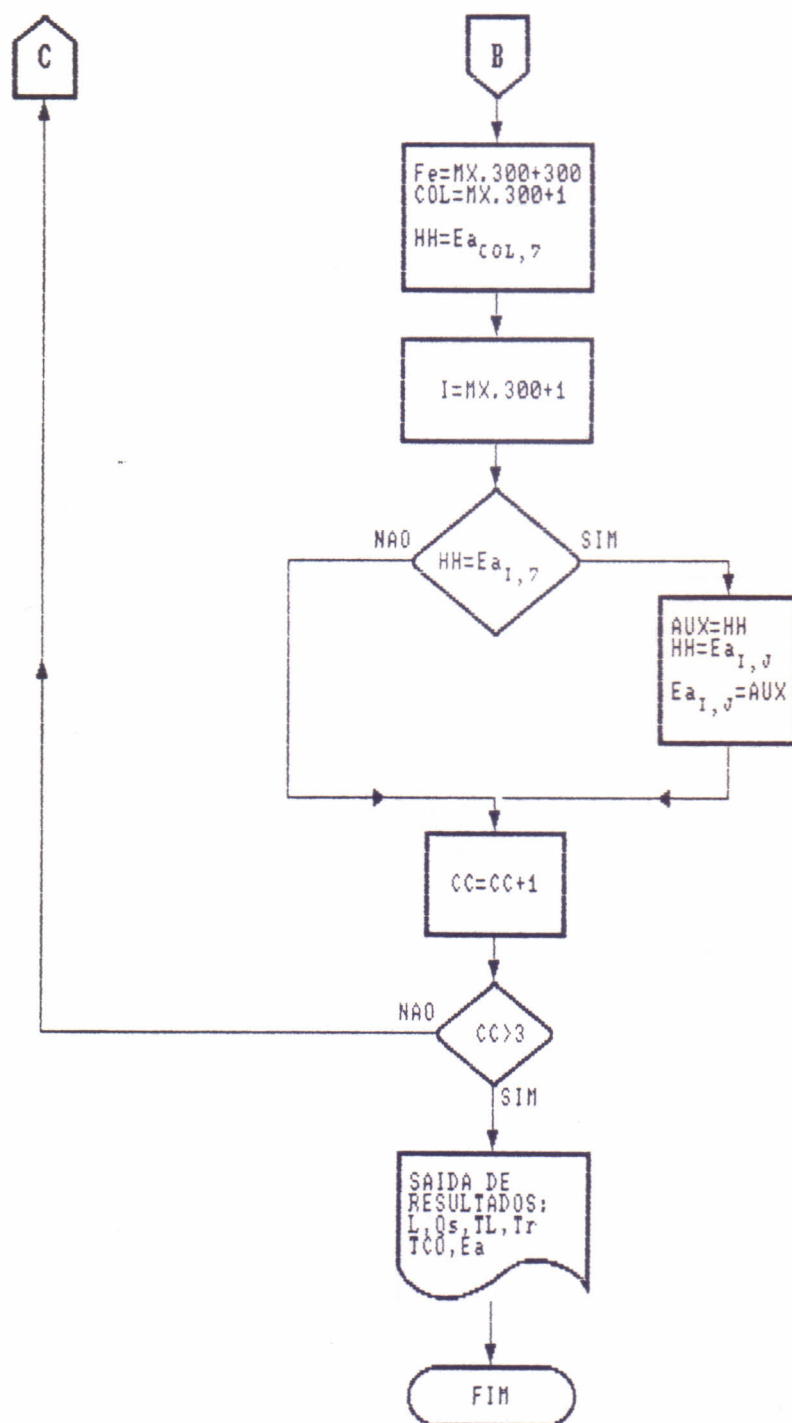 C
B
Fe=MX.300+300
COL=MX.300+1
HH=Ea COL,7
I=MX.300+1
NAO
SIM
HH=Ea I,7
AUX=HH
HH=Ea I,J
Ea I,J=AUX
CC=CC+1
NAO
CC>3
SIM
SAIDA DE
RESULTADOS:
L,Qs,TL,Tr
TCO,Ea
FIM